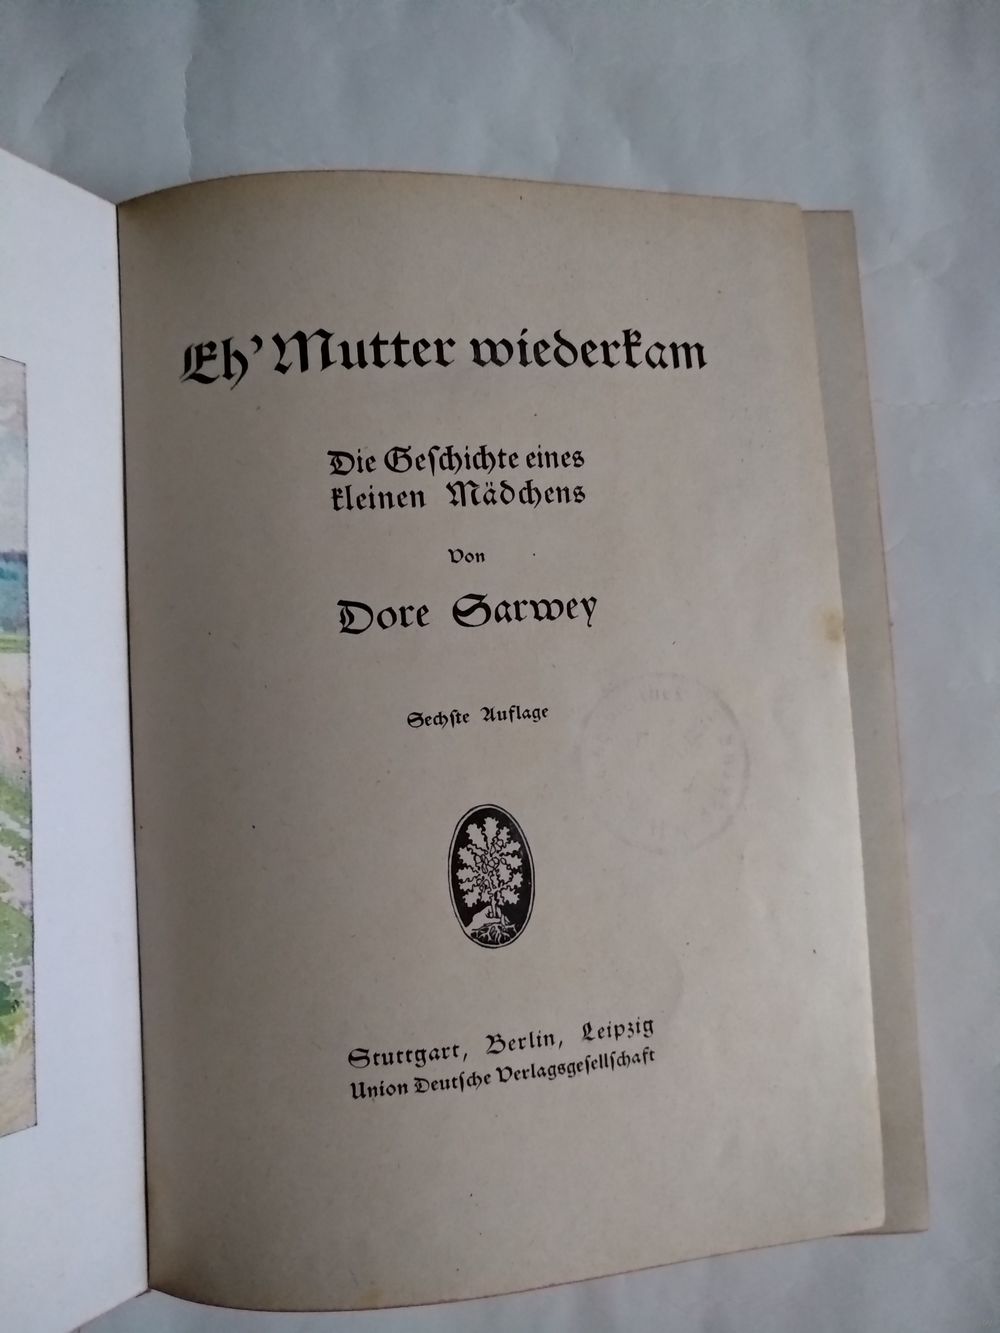 Eh' Mutter wiederkam
Die Geſchichte eines
kleinen Mädchens
Von
Dore Sarwey
Sechſte Auflage
Stuttgart, Berlin, Leipzig
Union Deutſche Verlagsgeſellſchaft